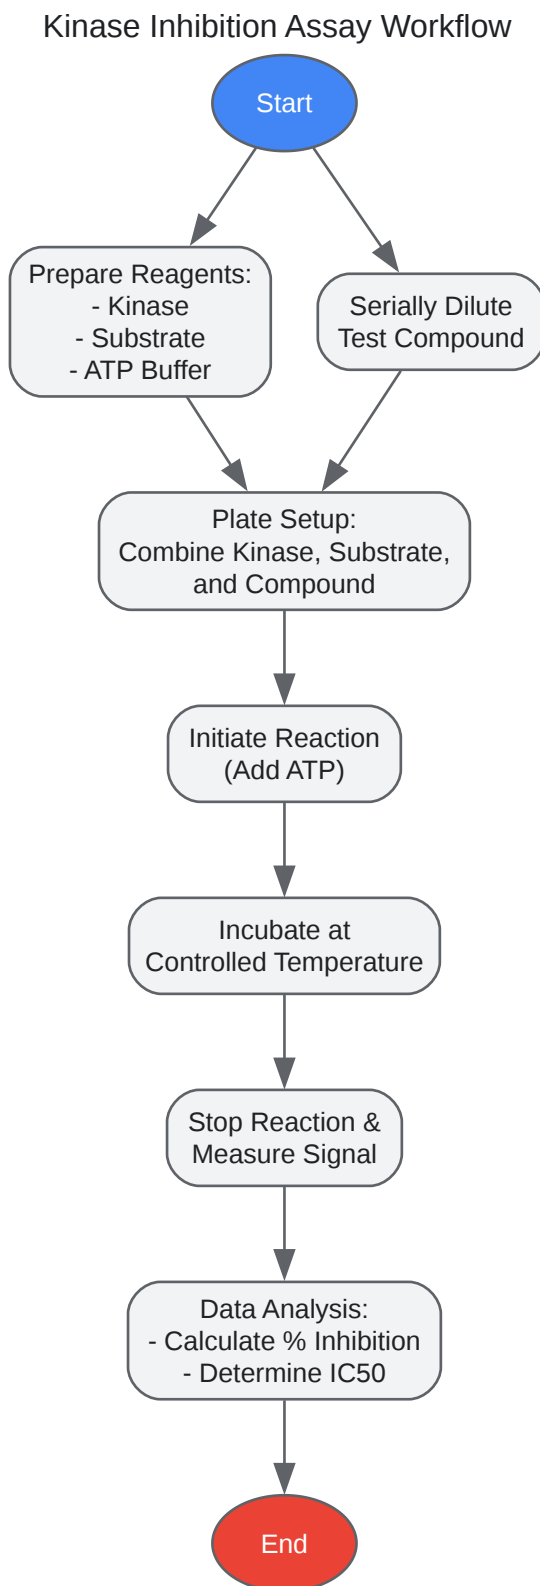 Kinase Inhibition Assay Workflow
Start
Prepare Reagents:
- Kinase
- Substrate
- ATP Buffer
Serially Dilute
Test Compound
Plate Setup:
Combine Kinase, Substrate,
and Compound
Initiate Reaction
(Add ATP)
Incubate at
Controlled Temperature
Stop Reaction &
Measure Signal
Data Analysis:
- Calculate % Inhibition
- Determine IC50
End